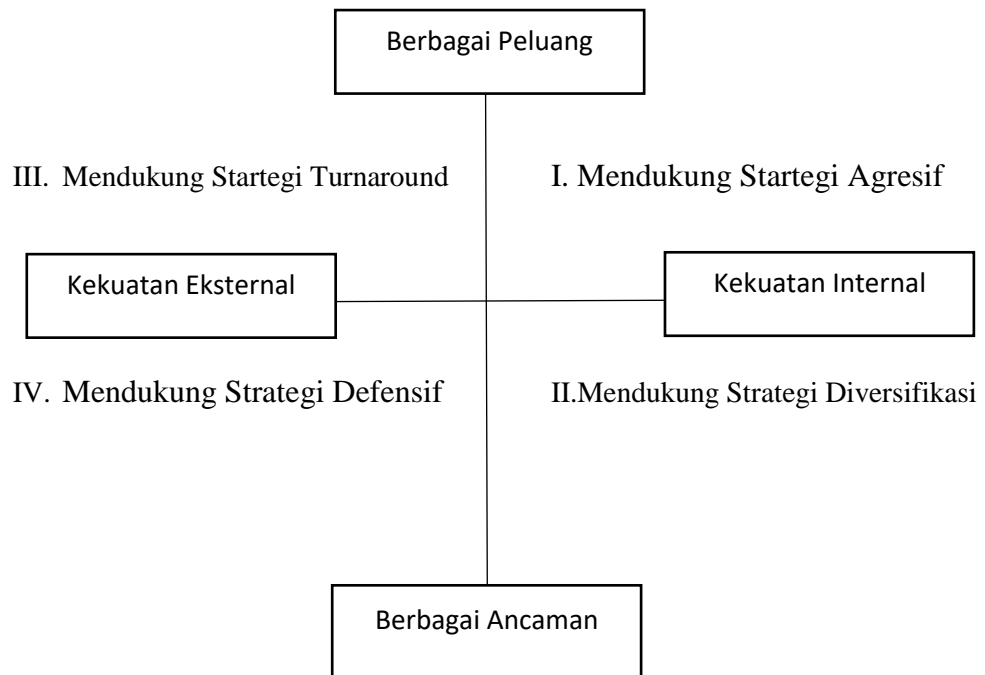 Berbagai Peluang
III. Mendukung Startegi Turnaround
I. Mendukung Startegi Agresif
Kekuatan Eksternal
Kekuatan Internal
IV. Mendukung Strategi Defensif
II.Mendukung Strategi Diversifikasi
Berbagai Ancaman